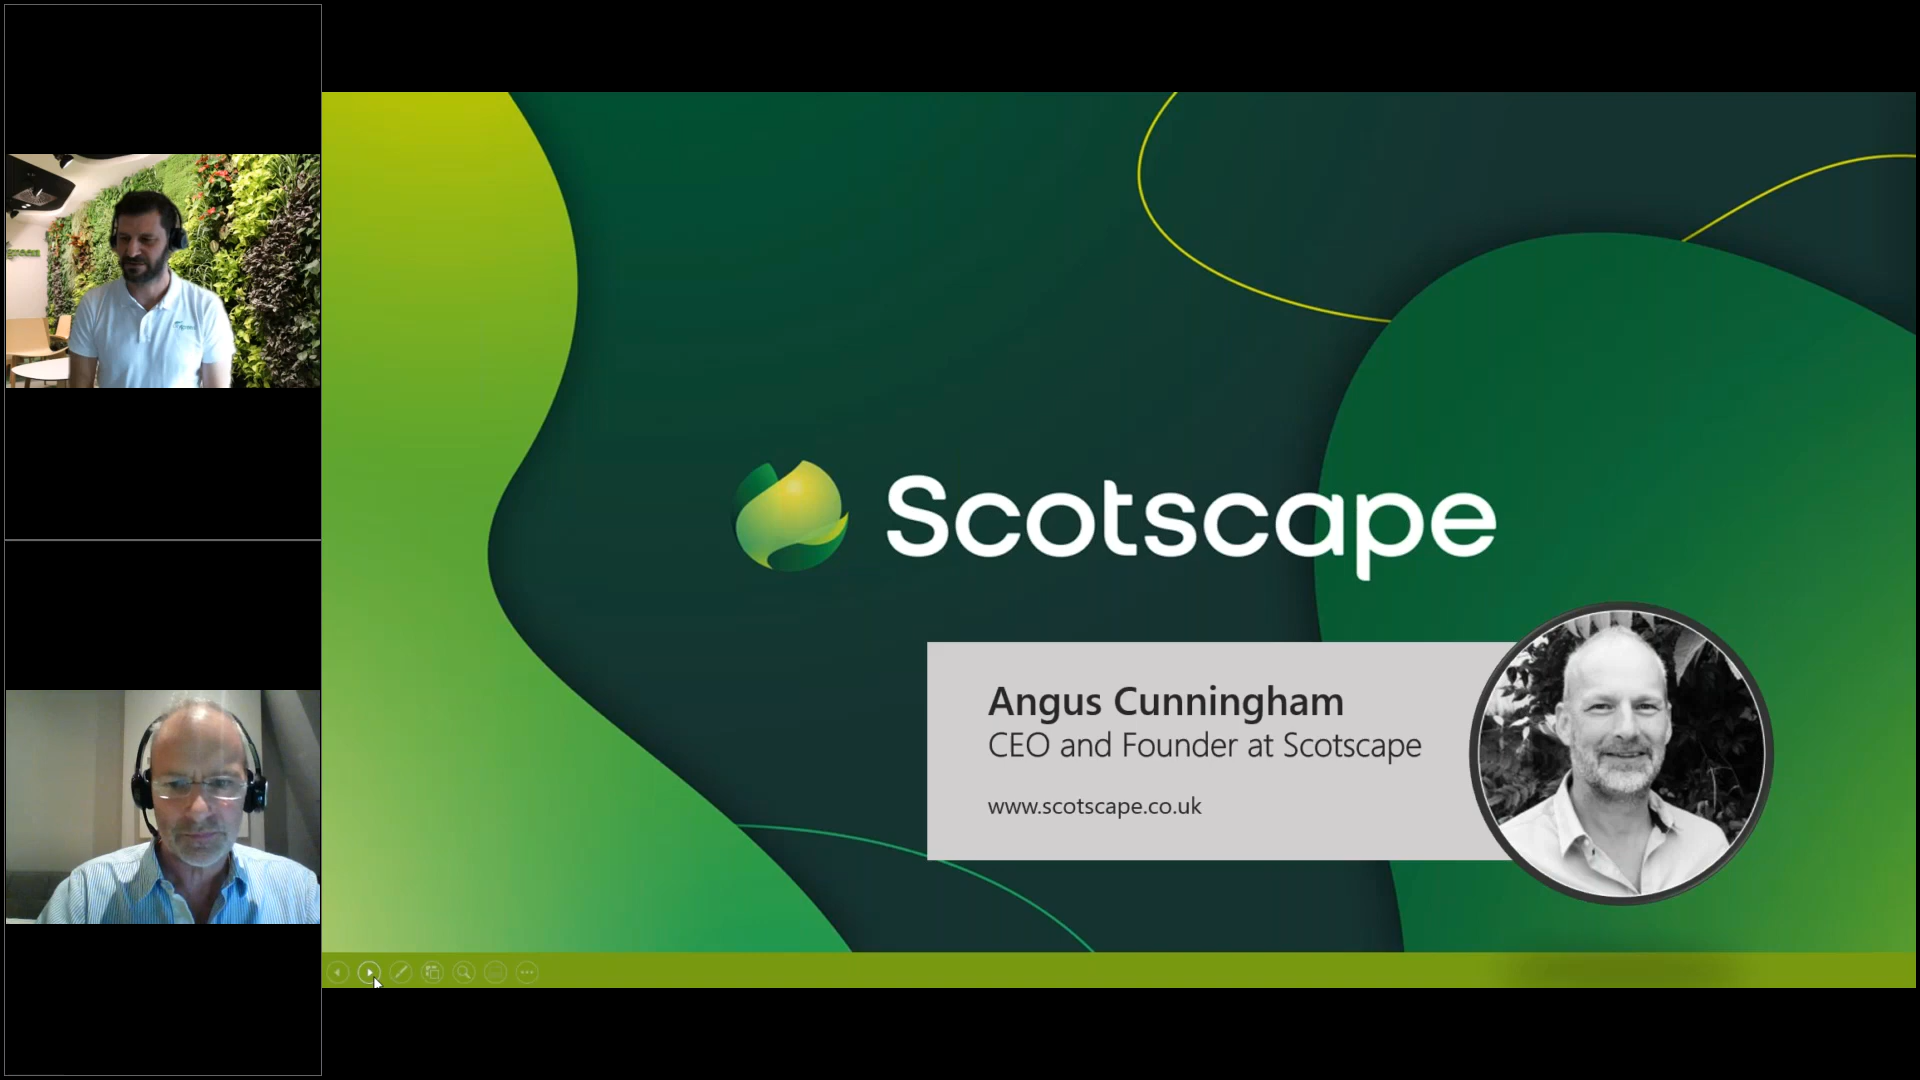 Scotscape
Angus Cunningham
CEO and Founder at Scotscape
www.scotscape.co.uk